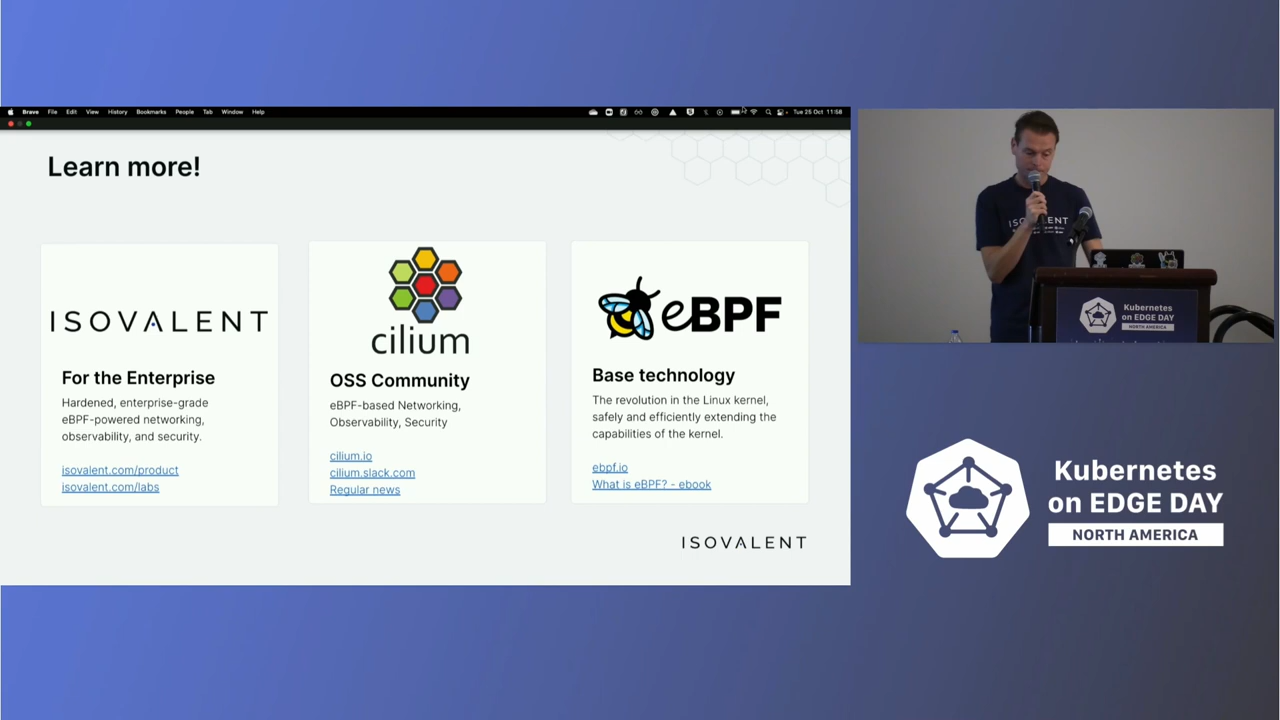 Brave File Edit View History Bookmarks People Tab Window Help
Tue 25 Oct 11:58
Learn more!
ISOVALENT
For the Enterprise
Hardened, enterprise-grade
eBPF-powered networking,
observability, and security.
isovalent.com/product
isovalent.com/labs
cilium
OSS Community
eBPF-based Networking,
Observability, Security
cilium.io
cilium.slack.com
Regular news
eBPF
Base technology
The revolution in the Linux kernel,
safely and efficiently extending the
capabilities of the kernel.
ebpf.io
What is eBPF? - ebook
ISOVALENT
ISOVALENT
Kubernetes
on EDGE DAY
NORTH AMERICA
Kubernetes
on EDGE DAY
NORTH AMERICA